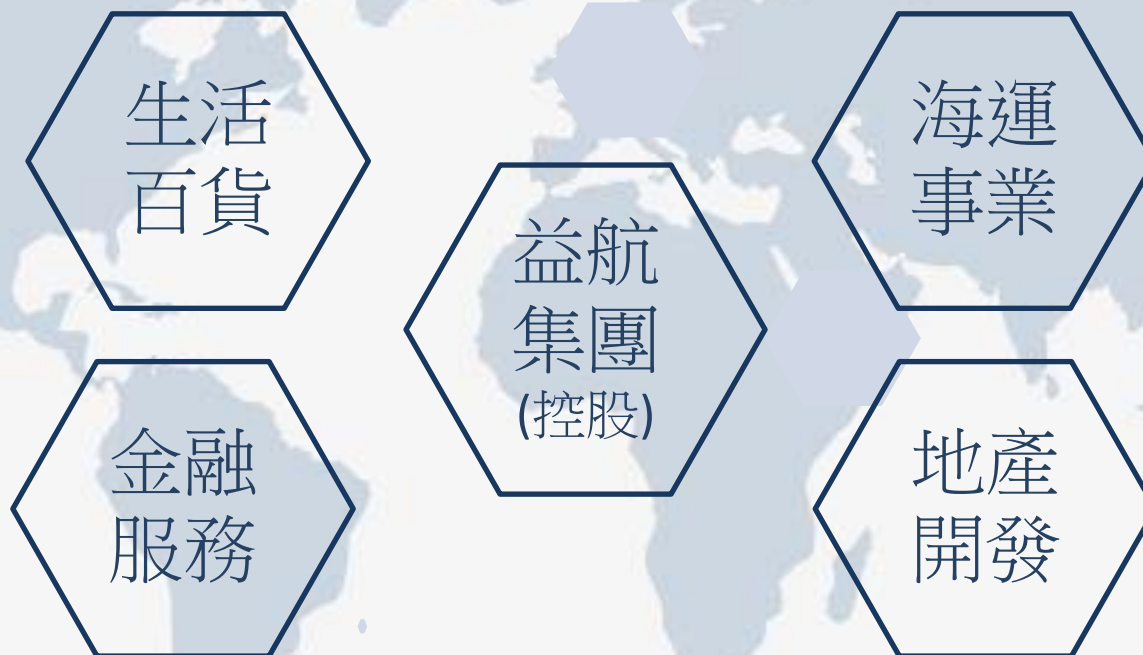 生活
百貨
海運
事業
益航
集團
(控股)
金融
服務
地產
開發